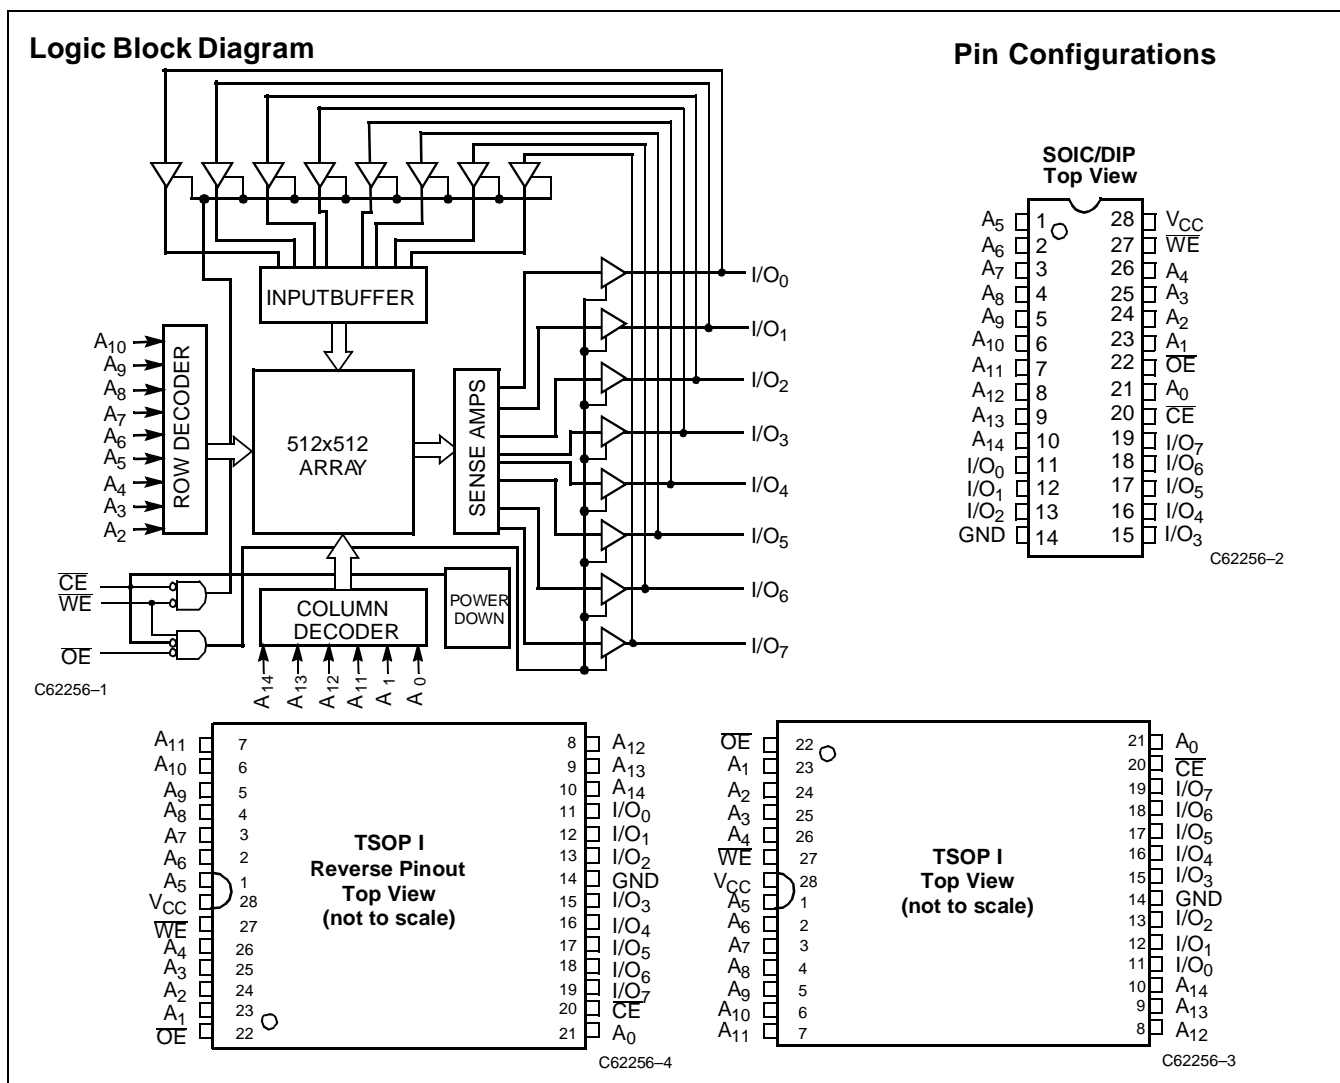 Logic Block Diagram
Pin Configurations
INPUTBUFFER
A10
A9
A8
A7
A6
A5
A4
A3
A2
ROW DECODER
512x512
ARRAY
SENSE AMPS
I/O0
I/O1
I/O2
I/O3
I/O4
I/O5
I/O6
I/O7
CE
WE
OE
COLUMN
DECODER
POWER
DOWN
A14
A13
A12
A11
A1
A0
C62256–1
SOIC/DIP
Top View
A5 1 28 VCC
A6 2 27 WE
A7 3 26 A4
A8 4 25 A3
A9 5 24 A2
A10 6 23 A1
A11 7 22 OE
A12 8 21 A0
A13 9 20 CE
A14 10 19 I/O7
I/O0 11 18 I/O6
I/O1 12 17 I/O5
I/O2 13 16 I/O4
GND 14 15 I/O3
C62256–2
A11 7 8 A12
A10 6 9 A13
A9 5 10 A14
A8 4 11 I/O0
A7 3 12 I/O1
A6 2 13 I/O2
A5 1 14 GND
VCC 28 15 I/O3
WE 27 16 I/O4
A4 26 17 I/O5
A3 25 18 I/O6
A2 24 19 I/O7
A1 23 20 CE
OE 22 21 A0
TSOP I
Reverse Pinout
Top View
(not to scale)
C62256–4
OE 22 21 A0
A1 23 20 CE
A2 24 19 I/O7
A3 25 18 I/O6
A4 26 17 I/O5
WE 27 16 I/O4
VCC 28 15 I/O3
A5 1 14 GND
A6 2 13 I/O2
A7 3 12 I/O1
A8 4 11 I/O0
A9 5 10 A14
A10 6 9 A13
A11 7 8 A12
TSOP I
Top View
(not to scale)
C62256–3